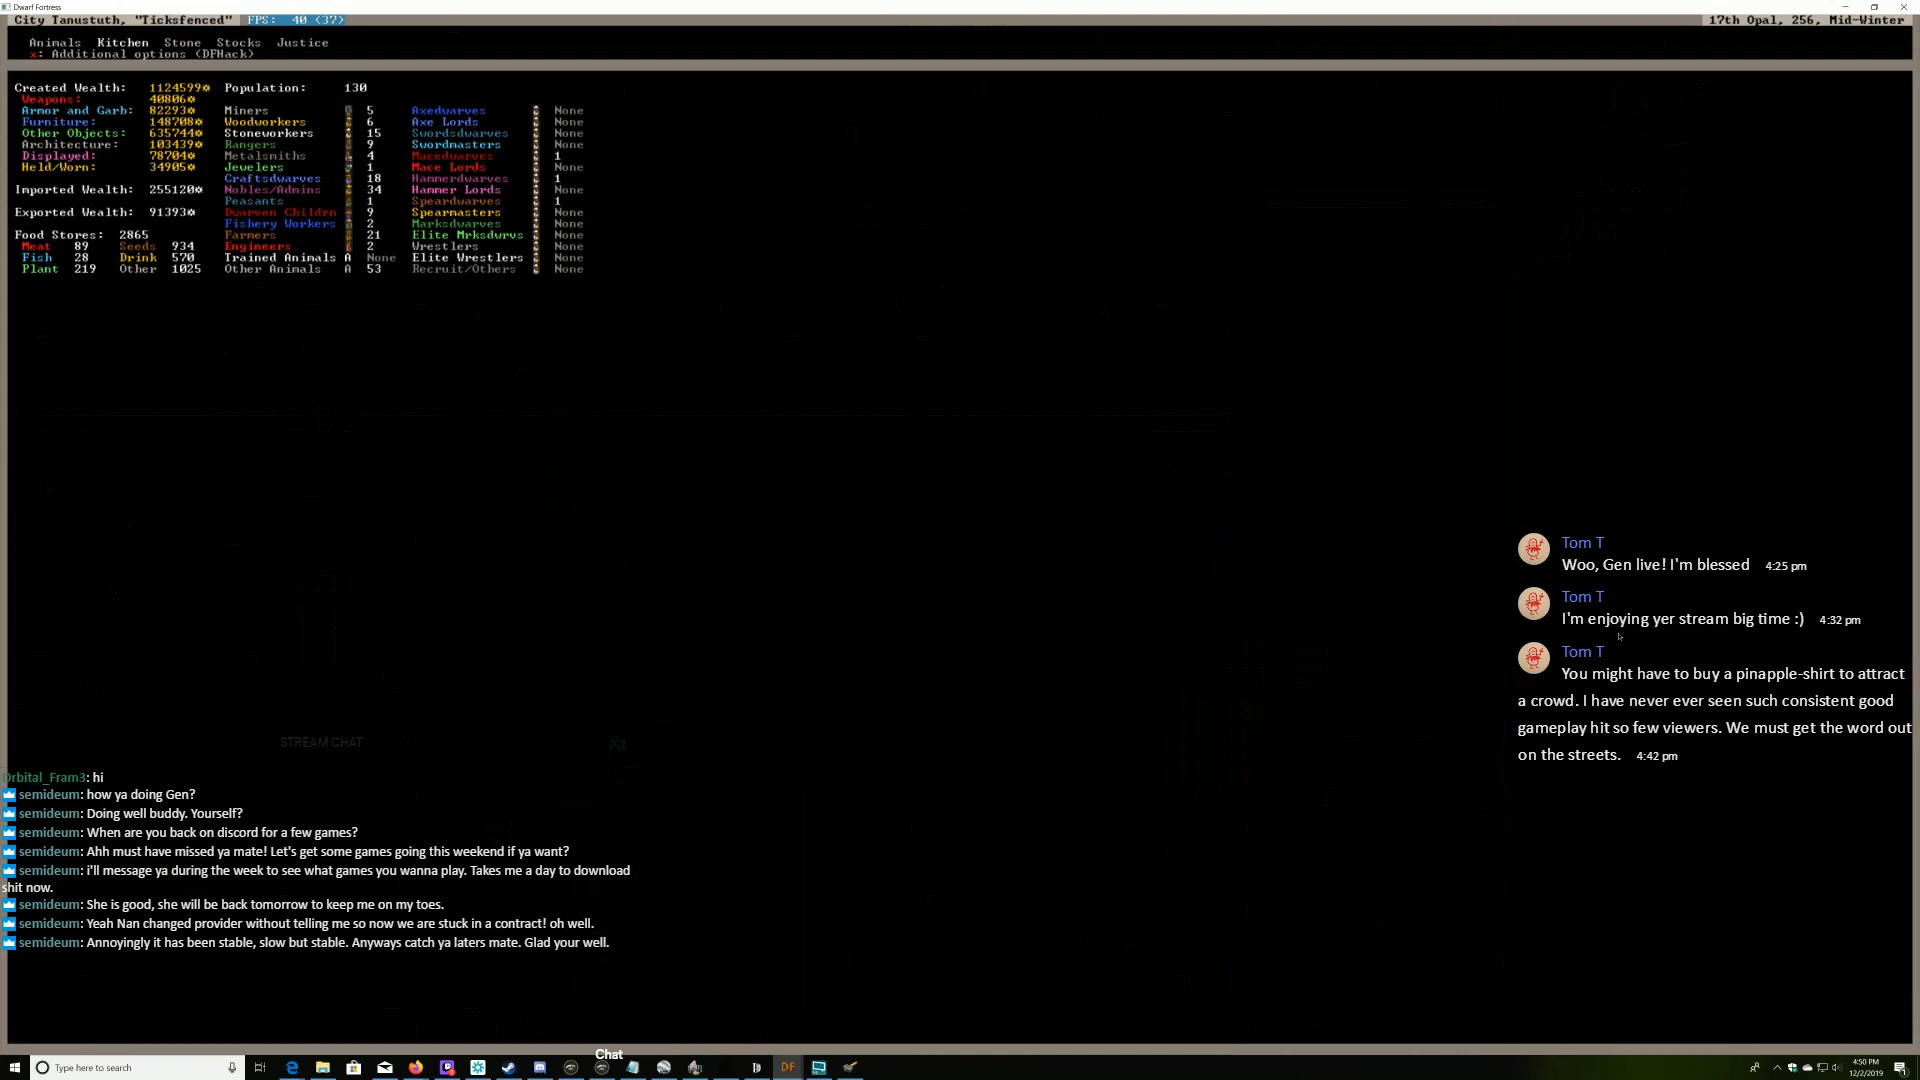 Dwarf Fortress
City Tanustuth, "Ticksfenced" FPS: 40 (37) 17th Opal, 256, Mid-Winter
Animals Kitchen Stone Stocks Justice
x: Additional options (DFHack)
Created Wealth: 1124599☼ Population: 130
Weapons: 40806☼
Armor and Garb: 82293☼ Miners 5 Axedwarves None
Furniture: 148708☼ Woodworkers 6 Axe Lords None
Other Objects: 635744☼ Stoneworkers 15 Swordsdwarves None
Architecture: 103439☼ Rangers 9 Swordmasters None
Displayed: 78704☼ Metalsmiths 4 Macedwarves 1
Held/Worn: 34905☼ Jewelers 1 Mace Lords None
Craftsdwarves 18 Hammerdwarves 1
Imported Wealth: 255120☼ Nobles/Admins 34 Hammer Lords None
Peasants 1 Speardwarves 1
Exported Wealth: 91393☼ Dwarven Childrn 9 Spearmasters None
Fishery Workers 2 Marksdwarves None
Food Stores: 2865 Farmers 21 Elite Mrksdwrvs None
Meat 89 Seeds 934 Engineers 2 Wrestlers None
Fish 28 Drink 570 Trained Animals A None Elite Wrestlers None
Plant 219 Other 1025 Other Animals A 53 Recruit/Others None
Tom T
Woo, Gen live! I'm blessed 4:25 pm
Tom T
I'm enjoying yer stream big time :) 4:32 pm
Tom T
You might have to buy a pinapple-shirt to attract
a crowd. I have never ever seen such consistent good
gameplay hit so few viewers. We must get the word out
on the streets. 4:42 pm
STREAM CHAT
Orbital_Fram3: hi
semideum: how ya doing Gen?
semideum: Doing well buddy. Yourself?
semideum: When are you back on discord for a few games?
semideum: Ahh must have missed ya mate! Let's get some games going this weekend if ya want?
semideum: i'll message ya during the week to see what games you wanna play. Takes me a day to download
shit now.
semideum: She is good, she will be back tomorrow to keep me on my toes.
semideum: Yeah Nan changed provider without telling me so now we are stuck in a contract! oh well.
semideum: Annoyingly it has been stable, slow but stable. Anyways catch ya laters mate. Glad your well.
Chat
Type here to search
DF
4:50 PM
12/2/2019